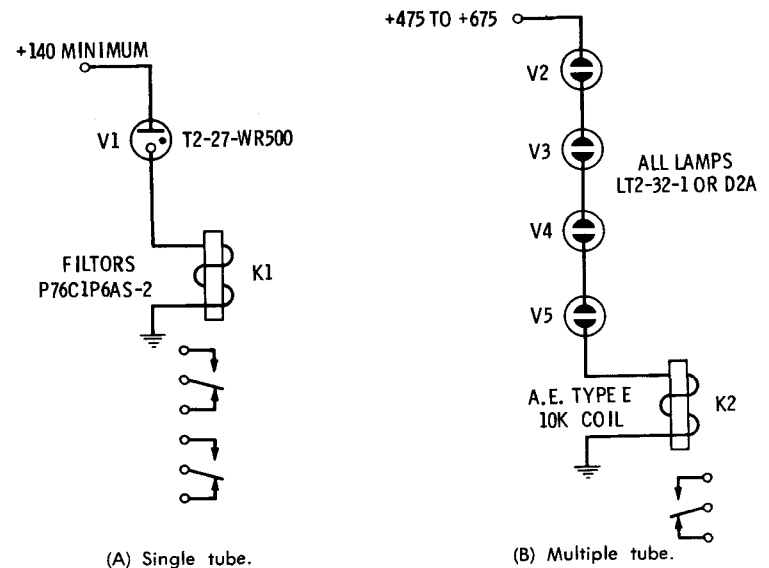 +140 MINIMUM
V1
T2-27-WR500
FILTORS
P76C1P6AS-2
K1
(A) Single tube.
+475 TO +675
V2
V3
ALL LAMPS
LT2-32-1 OR D2A
V4
V5
A.E. TYPE E
10K COIL
K2
(B) Multiple tube.